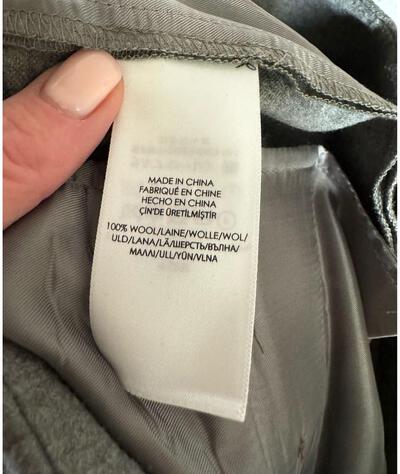 MADE IN CHINA
FABRIQUÉ EN CHINE
HECHO EN CHINA
ÇİN'DE ÜRETİLMİŞTİR
100% WOOL/LAINE/WOLLE/WOL/
ULD/LANA/LÃ/ШЕРСТЬ/ВЪЛНА/
ΜΑΛΛΙ/ULL/YÜN/VLNA